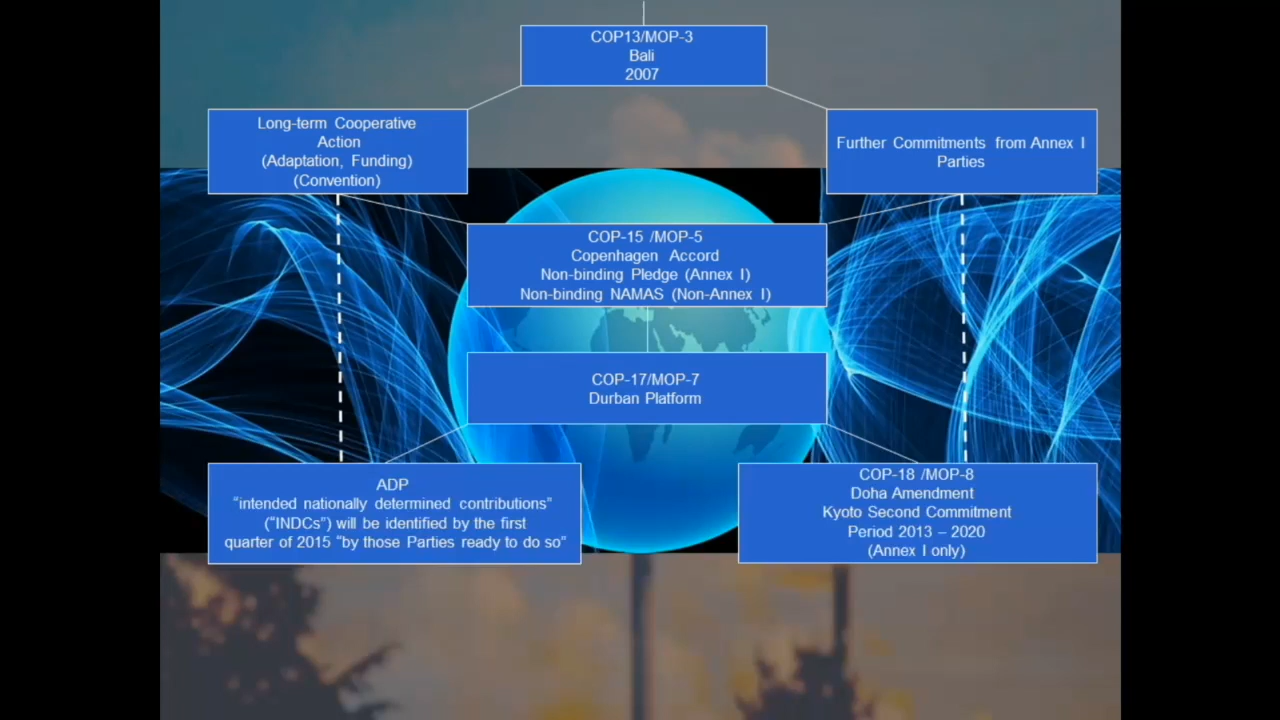 COP13/MOP-3
Bali
2007
Long-term Cooperative
Action
(Adaptation, Funding)
(Convention)
Further Commitments from Annex I
Parties
COP-15 /MOP-5
Copenhagen Accord
Non-binding Pledge (Annex I)
Non-binding NAMAS (Non-Annex I)
COP-17/MOP-7
Durban Platform
ADP
“intended nationally determined contributions”
(“INDCs”) will be identified by the first
quarter of 2015 “by those Parties ready to do so”
COP-18 /MOP-8
Doha Amendment
Kyoto Second Commitment
Period 2013 – 2020
(Annex I only)